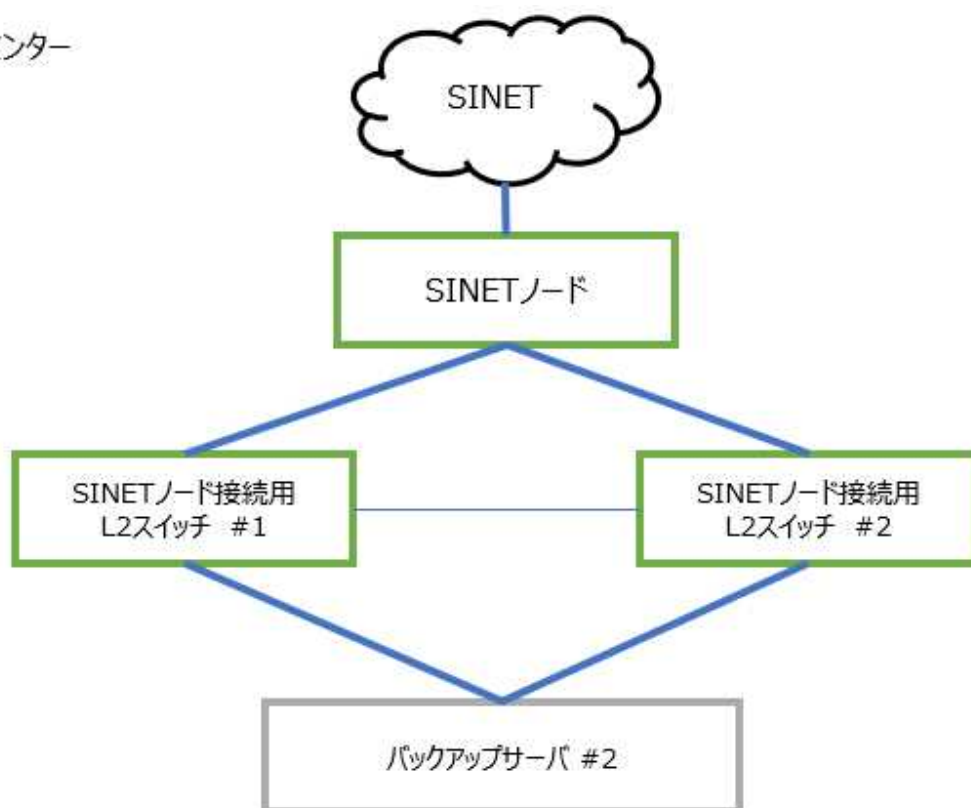 ンター
SINET
SINETノード
SINETノード接続用
L2スイッチ #1
SINETノード接続用
L2スイッチ #2
バックアップサーバ #2